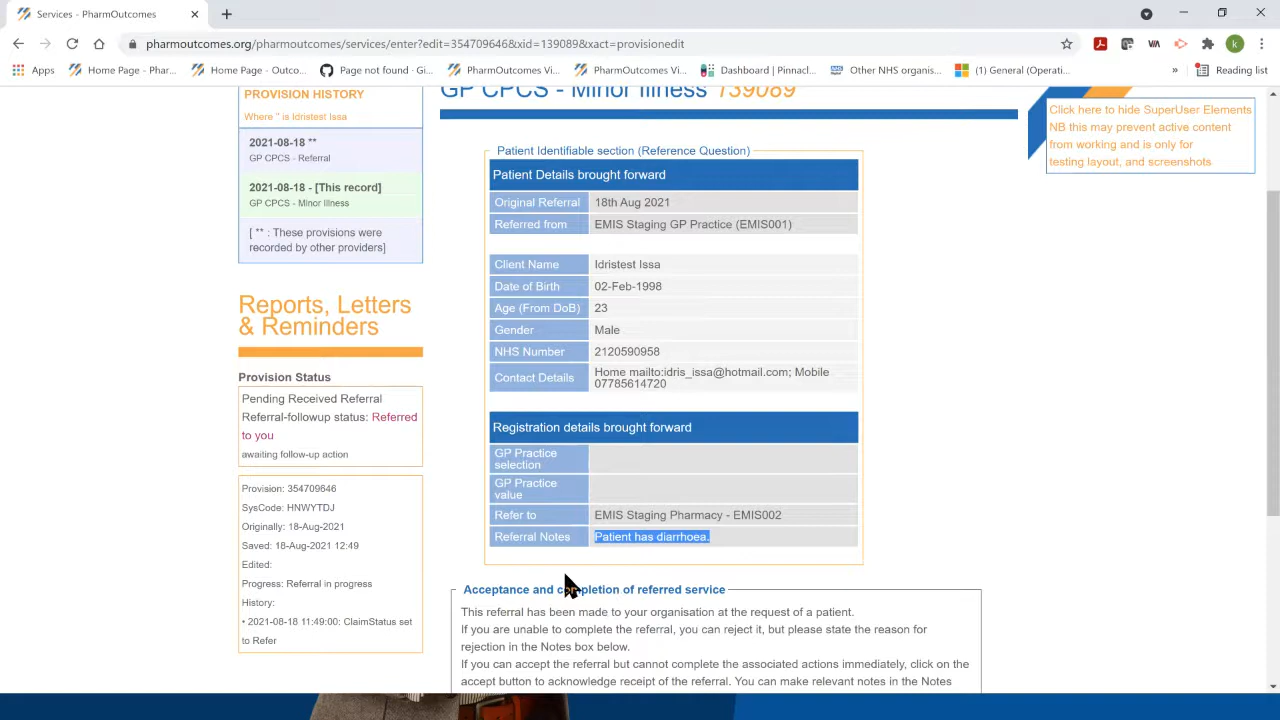 Services - PharmOutcomes
pharmoutcomes.org/pharmoutcomes/services/enter?edit=354709646&xid=139089&xact=provisionedit
k
Apps
Home Page - Phar...
Home Page - Outco...
Page not found - Gi...
PharmOutcomes Vi...
PharmOutcomes Vi...
Dashboard | Pinnacl...
Other NHS organis...
(1) General (Operati...
»
Reading list
PROVISION HISTORY
Where '' is Idristest Issa
2021-08-18 **
GP CPCS - Referral
2021-08-18 - [This record]
GP CPCS - Minor Illness
[ ** : These provisions were
recorded by other providers]
Reports, Letters
& Reminders
Provision Status
Pending Received Referral
Referral-followup status: Referred
to you
awaiting follow-up action
Provision: 354709646
SysCode: HNWYTDJ
Originally: 18-Aug-2021
Saved: 18-Aug-2021 12:49
Edited:
Progress: Referral in progress
History:
• 2021-08-18 11:49:00: ClaimStatus set
to Refer
GP CPCS - Minor Illness 139089
Patient Identifiable section (Reference Question)
Patient Details brought forward
Original Referral 18th Aug 2021
Referred from EMIS Staging GP Practice (EMIS001)
Client Name Idristest Issa
Date of Birth 02-Feb-1998
Age (From DoB) 23
Gender Male
NHS Number 2120590958
Contact Details Home mailto:idris_issa@hotmail.com; Mobile
07785614720
Registration details brought forward
GP Practice
selection
GP Practice
value
Refer to EMIS Staging Pharmacy - EMIS002
Referral Notes Patient has diarrhoea.
Acceptance and completion of referred service
This referral has been made to your organisation at the request of a patient.
If you are unable to complete the referral, you can reject it, but please state the reason for
rejection in the Notes box below.
If you can accept the referral but cannot complete the associated actions immediately, click on the
accept button to acknowledge receipt of the referral. You can make relevant notes in the Notes
Click here to hide SuperUser Elements
NB this may prevent active content
from working and is only for
testing layout, and screenshots